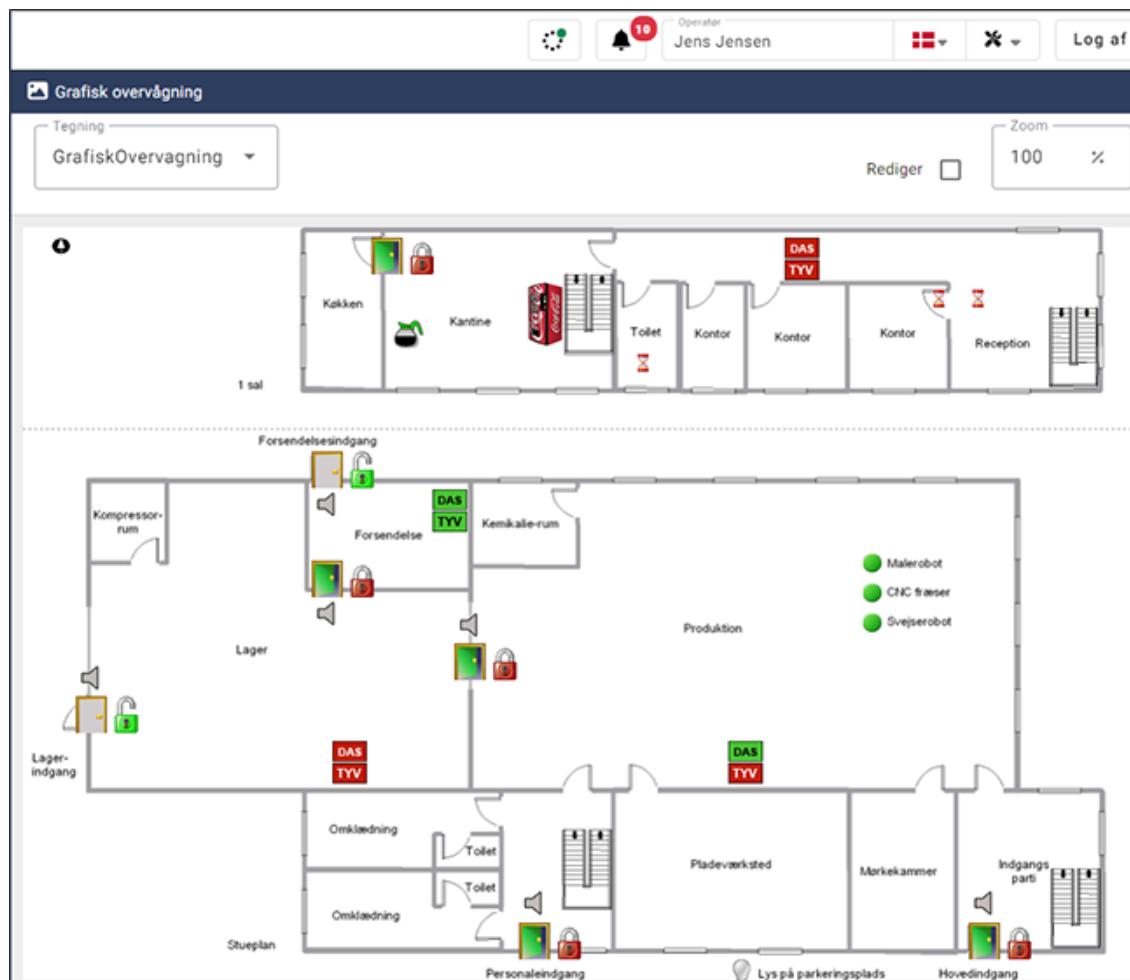 10
Operatør
Jens Jensen
Log af
Grafisk overvågning
Tegning
GrafiskOvervagning
Rediger
Zoom
100 %
DAS
TYV
Køkken
Kantine
Coca-Cola
Toilet
Kontor
Kontor
Kontor
Reception
1 sal
Forsendelsesindgang
Kompressor-
rum
DAS
TYV
Forsendelse
Kemikalie-rum
Malerobot
CNC fræser
Svejserobot
Lager
Produktion
Lager-
indgang
DAS
TYV
DAS
TYV
Omklædning
Toilet
Toilet
Omklædning
Pladeværksted
Mørkekammer
Indgangs
parti
Stueplan
Personaleindgang
Lys på parkeringsplads
Hovedindgang